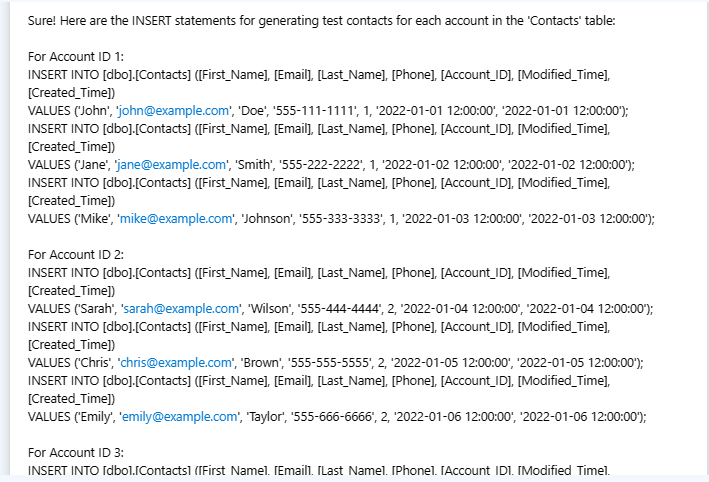 Sure! Here are the INSERT statements for generating test contacts for each account in the 'Contacts' table:
For Account ID 1:
INSERT INTO [dbo].[Contacts] ([First_Name], [Email], [Last_Name], [Phone], [Account_ID], [Modified_Time],
[Created_Time])
VALUES ('John', 'john@example.com', 'Doe', '555-111-1111', 1, '2022-01-01 12:00:00', '2022-01-01 12:00:00');
INSERT INTO [dbo].[Contacts] ([First_Name], [Email], [Last_Name], [Phone], [Account_ID], [Modified_Time],
[Created_Time])
VALUES ('Jane', 'jane@example.com', 'Smith', '555-222-2222', 1, '2022-01-02 12:00:00', '2022-01-02 12:00:00');
INSERT INTO [dbo].[Contacts] ([First_Name], [Email], [Last_Name], [Phone], [Account_ID], [Modified_Time],
[Created_Time])
VALUES ('Mike', 'mike@example.com', 'Johnson', '555-333-3333', 1, '2022-01-03 12:00:00', '2022-01-03 12:00:00');
For Account ID 2:
INSERT INTO [dbo].[Contacts] ([First_Name], [Email], [Last_Name], [Phone], [Account_ID], [Modified_Time],
[Created_Time])
VALUES ('Sarah', 'sarah@example.com', 'Wilson', '555-444-4444', 2, '2022-01-04 12:00:00', '2022-01-04 12:00:00');
INSERT INTO [dbo].[Contacts] ([First_Name], [Email], [Last_Name], [Phone], [Account_ID], [Modified_Time],
[Created_Time])
VALUES ('Chris', 'chris@example.com', 'Brown', '555-555-5555', 2, '2022-01-05 12:00:00', '2022-01-05 12:00:00');
INSERT INTO [dbo].[Contacts] ([First_Name], [Email], [Last_Name], [Phone], [Account_ID], [Modified_Time],
[Created_Time])
VALUES ('Emily', 'emily@example.com', 'Taylor', '555-666-6666', 2, '2022-01-06 12:00:00', '2022-01-06 12:00:00');
For Account ID 3:
INSERT INTO [dbo].[Contacts] ([First_Name], [Email], [Last_Name], [Phone], [Account_ID], [Modified_Time],